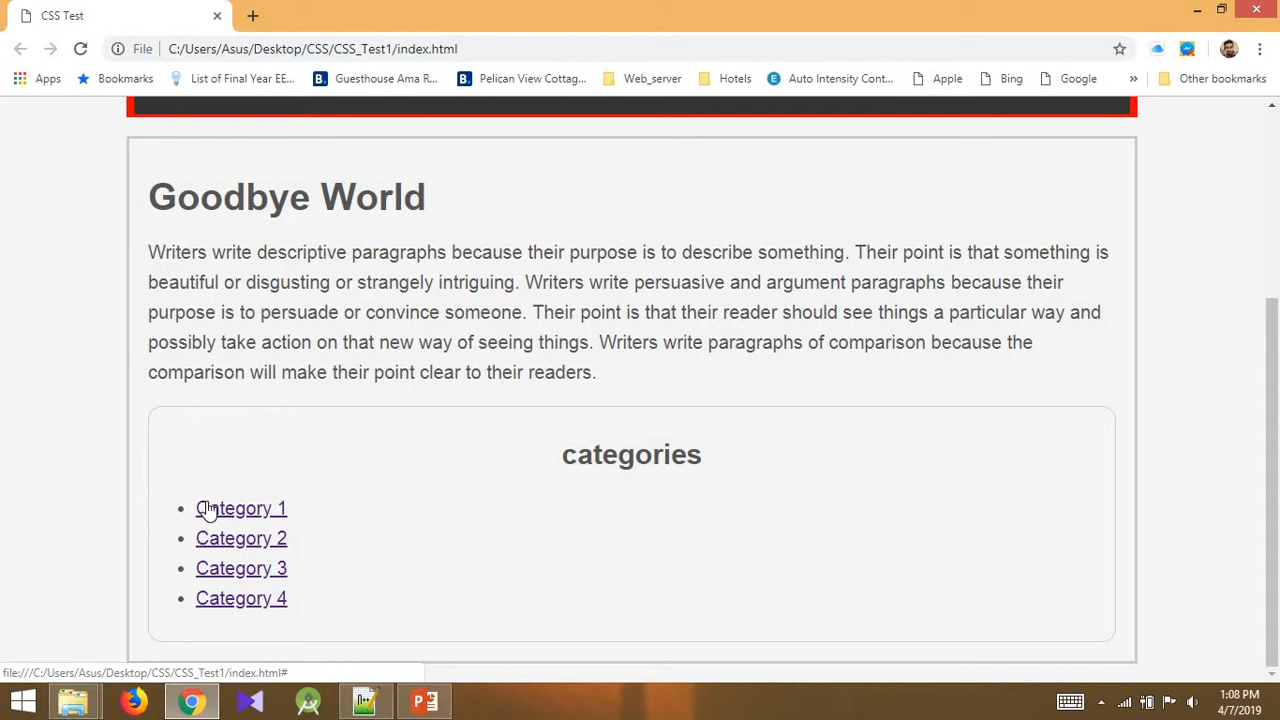 CSS Test
File C:/Users/Asus/Desktop/CSS/CSS_Test1/index.html
Apps Bookmarks List of Final Year EE... Guesthouse Ama R... Pelican View Cottag... Web_server Hotels Auto Intensity Cont... Apple Bing Google » Other bookmarks
Goodbye World
Writers write descriptive paragraphs because their purpose is to describe something. Their point is that something is
beautiful or disgusting or strangely intriguing. Writers write persuasive and argument paragraphs because their
purpose is to persuade or convince someone. Their point is that their reader should see things a particular way and
possibly take action on that new way of seeing things. Writers write paragraphs of comparison because the
comparison will make their point clear to their readers.
categories
Category 1
Category 2
Category 3
Category 4
file:///C:/Users/Asus/Desktop/CSS/CSS_Test1/index.html#
1:08 PM
4/7/2019